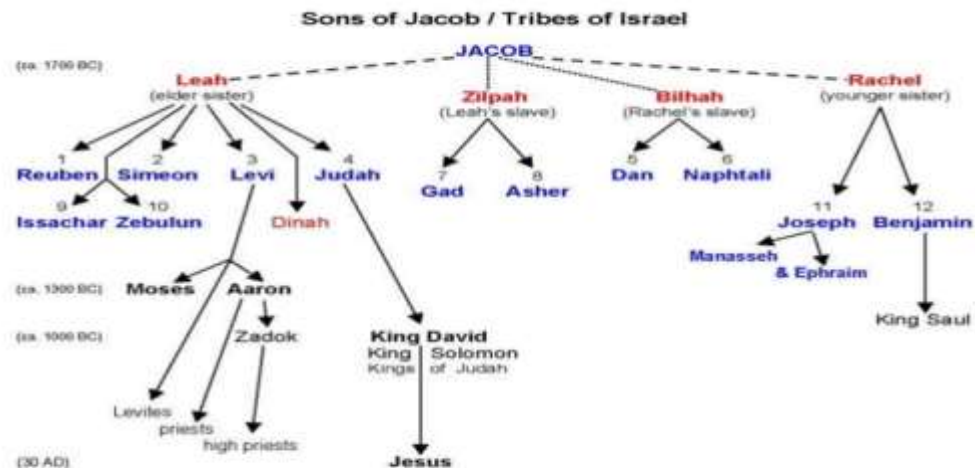 Sons of Jacob / Tribes of Israel
JACOB
(ca. 1700 BC)
Leah
(elder sister)
Zilpah
(Leah's slave)
Bilhah
(Rachel's slave)
Rachel
(younger sister)
1 2 3 4
Reuben Simeon Levi Judah
7 8
Gad Asher
5 6
Dan Naphtali
9 10
Issachar Zebulun
Dinah
11 12
Joseph Benjamin
Manasseh
& Ephraim
(ca. 1300 BC)
Moses Aaron
(ca. 1000 BC)
Zadok
King David
King Solomon
Kings of Judah
King Saul
Levites
priests
high priests
(30 AD)
Jesus